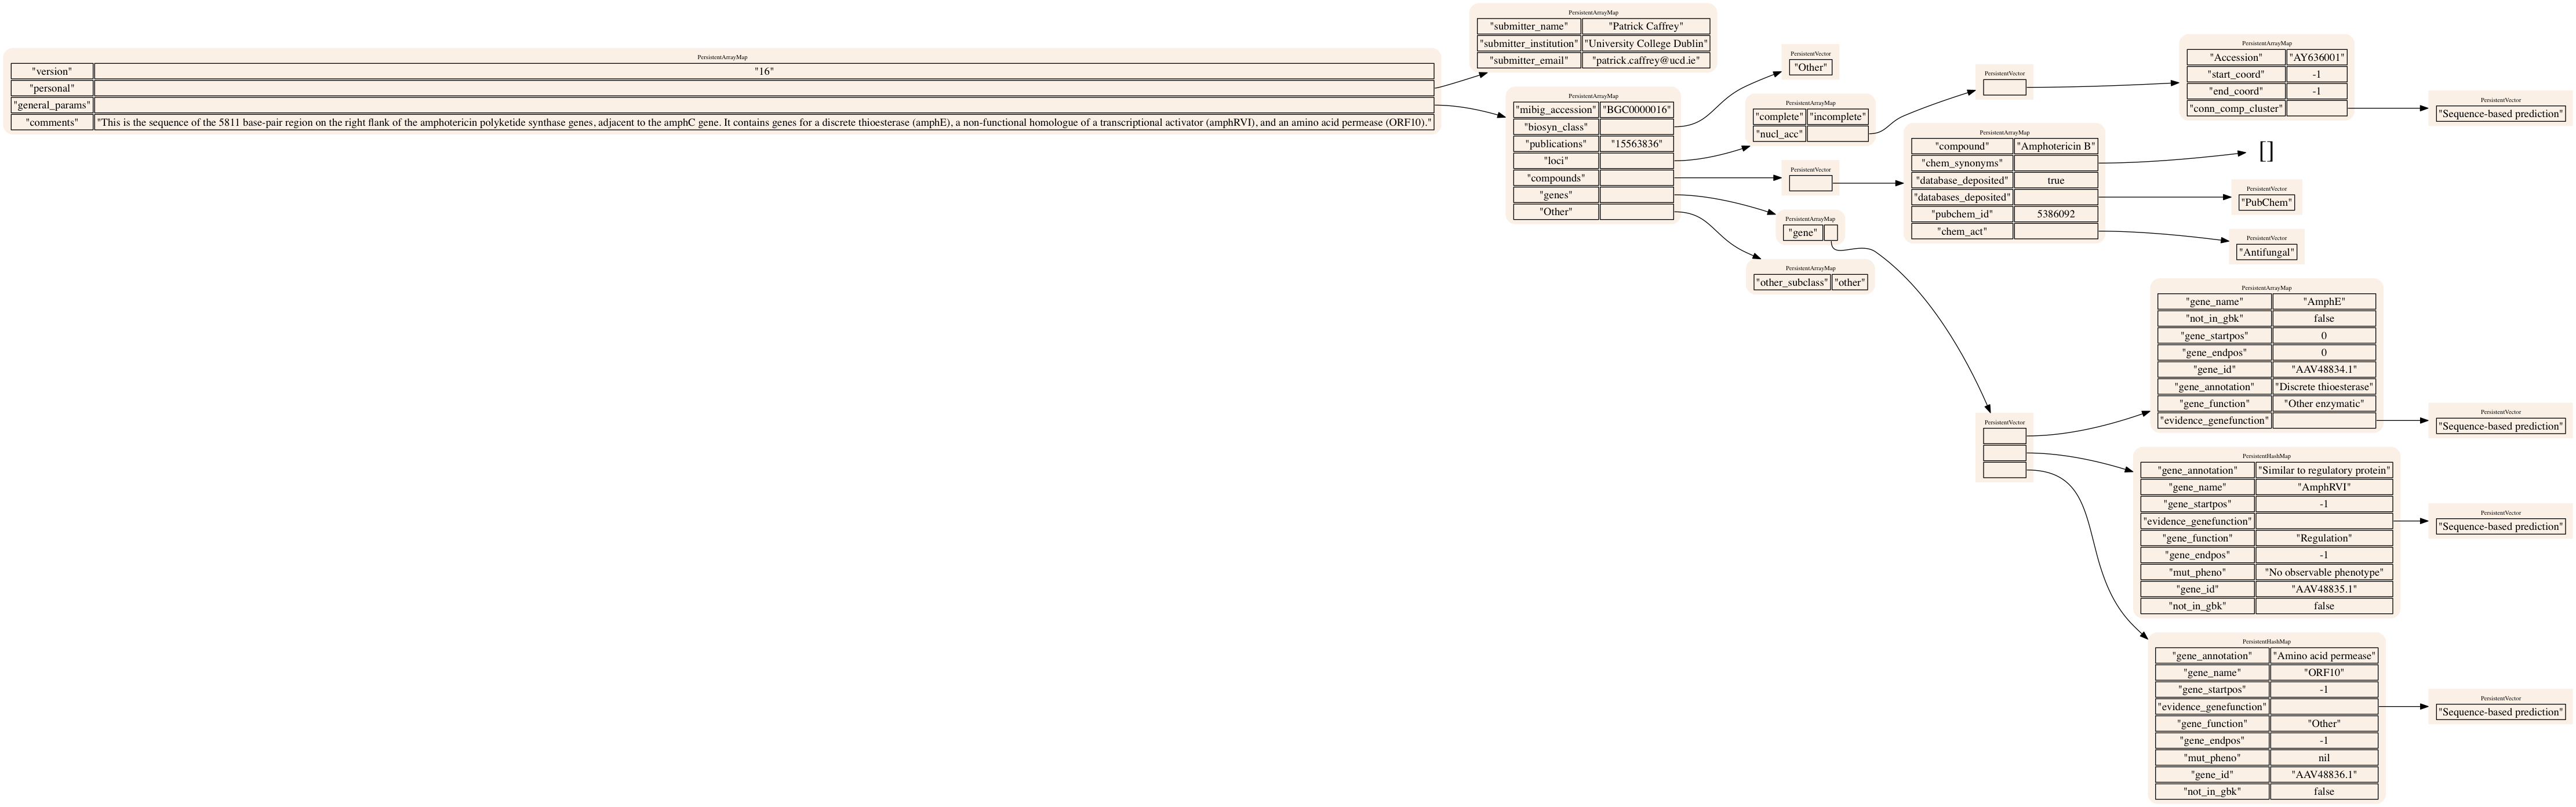 PersistentArrayMap
"version" "16"
"personal"
"general_params"
"comments" "This is the sequence of the 5811 base-pair region on the right flank of the amphotericin polyketide synthase genes, adjacent to the amphC gene. It contains genes for a discrete thioesterase (amphE), a non-functional homologue of a transcriptional activator (amphRVI), and an amino acid permease (ORF10)."
PersistentArrayMap
"submitter_name" "Patrick Caffrey"
"submitter_institution" "University College Dublin"
"submitter_email" "patrick.caffrey@ucd.ie"
PersistentArrayMap
"mibig_accession" "BGC0000016"
"biosyn_class"
"publications" "15563836"
"loci"
"compounds"
"genes"
"Other"
PersistentVector
"Other"
PersistentArrayMap
"complete" "incomplete"
"nucl_acc"
PersistentVector
PersistentArrayMap
"gene"
PersistentArrayMap
"other_subclass" "other"
PersistentVector
PersistentArrayMap
"Accession" "AY636001"
"start_coord" -1
"end_coord" -1
"conn_comp_cluster"
PersistentVector
"Sequence-based prediction"
PersistentArrayMap
"compound" "Amphotericin B"
"chem_synonyms"
"database_deposited" true
"databases_deposited"
"pubchem_id" 5386092
"chem_act"
[]
PersistentVector
"PubChem"
PersistentVector
"Antifungal"
PersistentVector
PersistentArrayMap
"gene_name" "AmphE"
"not_in_gbk" false
"gene_startpos" 0
"gene_endpos" 0
"gene_id" "AAV48834.1"
"gene_annotation" "Discrete thioesterase"
"gene_function" "Other enzymatic"
"evidence_genefunction"
PersistentVector
"Sequence-based prediction"
PersistentHashMap
"gene_annotation" "Similar to regulatory protein"
"gene_name" "AmphRVI"
"gene_startpos" -1
"evidence_genefunction"
"gene_function" "Regulation"
"gene_endpos" -1
"mut_pheno" "No observable phenotype"
"gene_id" "AAV48835.1"
"not_in_gbk" false
PersistentVector
"Sequence-based prediction"
PersistentHashMap
"gene_annotation" "Amino acid permease"
"gene_name" "ORF10"
"gene_startpos" -1
"evidence_genefunction"
"gene_function" "Other"
"gene_endpos" -1
"mut_pheno" nil
"gene_id" "AAV48836.1"
"not_in_gbk" false
PersistentVector
"Sequence-based prediction"